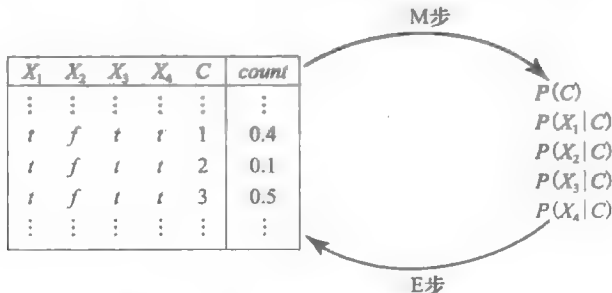 M步
X₁ X₂ X₃ X₄ C count
⋮ ⋮ ⋮ ⋮ ⋮ ⋮
t f t t 1 0.4
t f t t 2 0.1
t f t t 3 0.5
⋮ ⋮ ⋮ ⋮ ⋮ ⋮
P(C)
P(X₁|C)
P(X₂|C)
P(X₃|C)
P(X₄|C)
E步